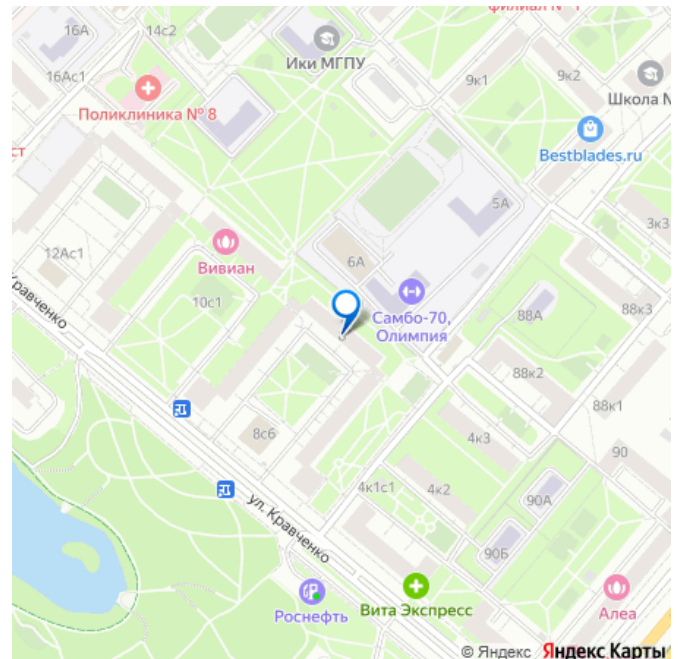 филиал № 1
16А
14с2
Ики МГПУ
9к1
9к2
16Ас1
Школа N
Поликлиника № 8
Bestblades.ru
ст
5А
3к3
12Ас1
Вивиан
6А
Кравченко
10с1
Самбо-70,
Олимпия
88А
88к3
88к2
88к1
8с6
4к3
90
4к1с1
4к2
90А
ул. Кравченко
90Б
Роснефть
Вита Экспресс
Алеа
© Яндекс Яндекс Карты